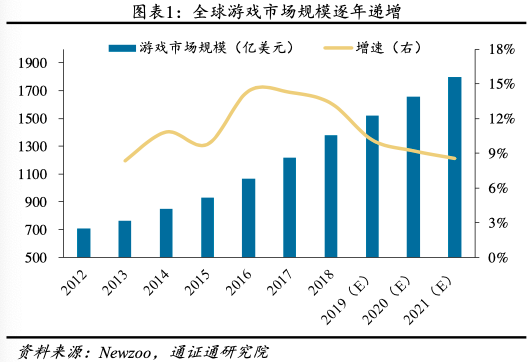 图表1：全球游戏市场规模逐年递增
游戏市场规模（亿美元） 增速（右）
1900 18%
1700 15%
1500 12%
1300 9%
1100 6%
900 3%
700 0%
500
2012 2013 2014 2015 2016 2017 2018 2019（E） 2020（E） 2021（E）
资料来源：Newzoo，通证通研究院